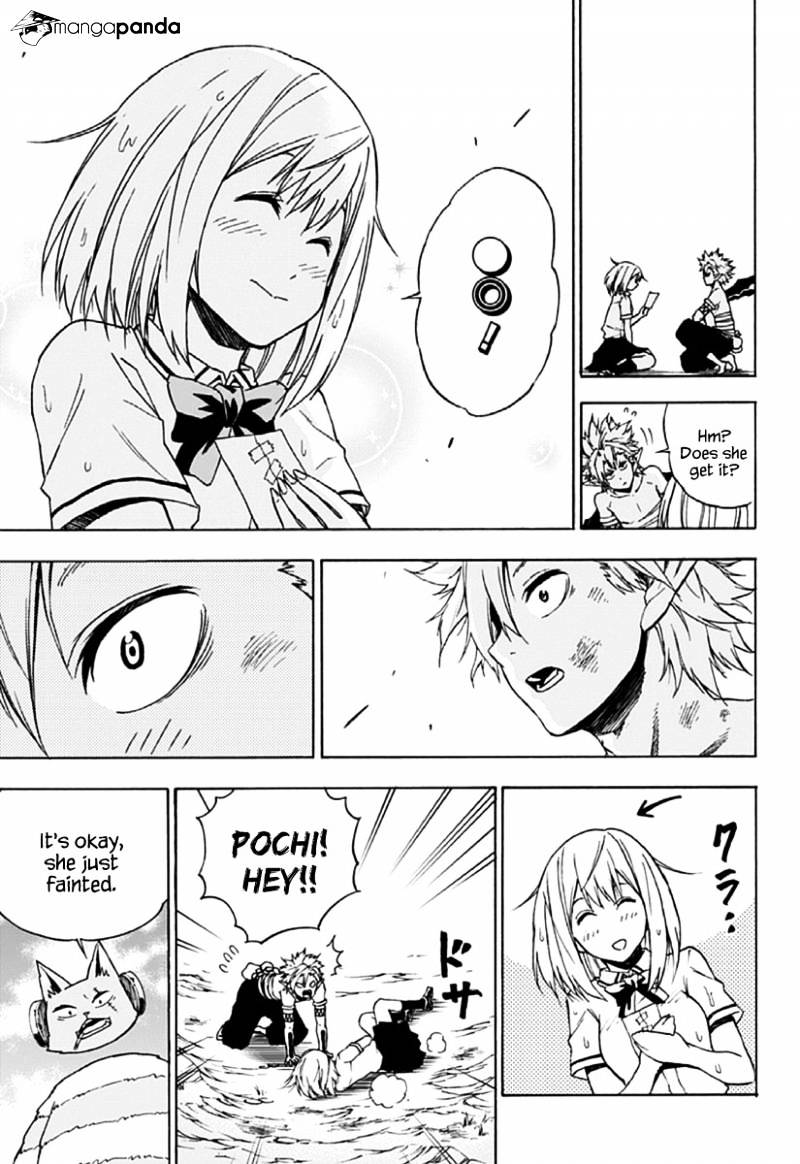 mangapanda
Hm?
Does she
get it?
クラ・
POCHI!
HEY!!
ドサ
It's okay,
she just
fainted.